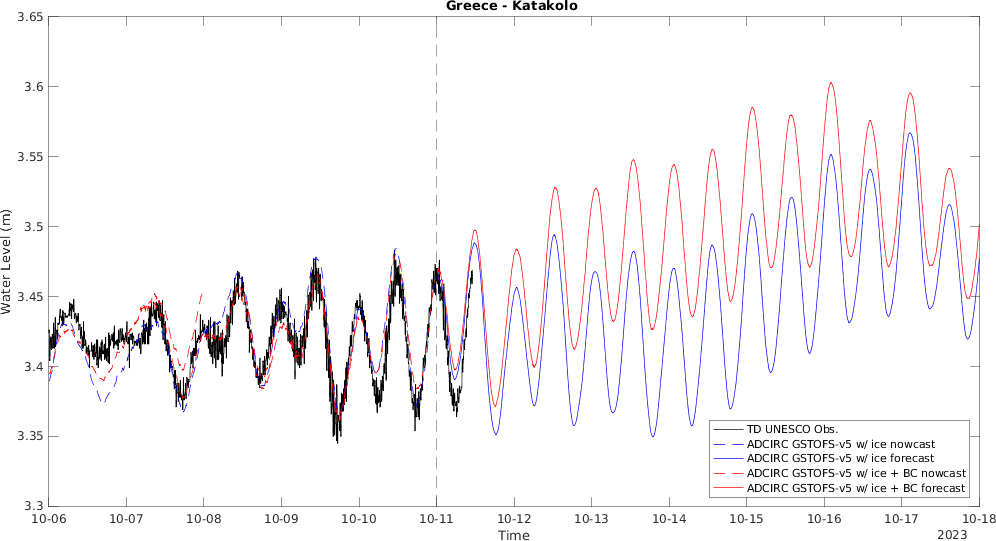 Greece - Katakolo
3.65
3.6
3.55
3.5
3.45
3.4
3.35
3.3
Water Level (m)
TD UNESCO Obs.
ADCIRC GSTOFS-v5 w/ ice nowcast
ADCIRC GSTOFS-v5 w/ ice forecast
ADCIRC GSTOFS-v5 w/ ice + BC nowcast
ADCIRC GSTOFS-v5 w/ ice + BC forecast
10-06 10-07 10-08 10-09 10-10 10-11 10-12 10-13 10-14 10-15 10-16 10-17 10-18
Time
2023